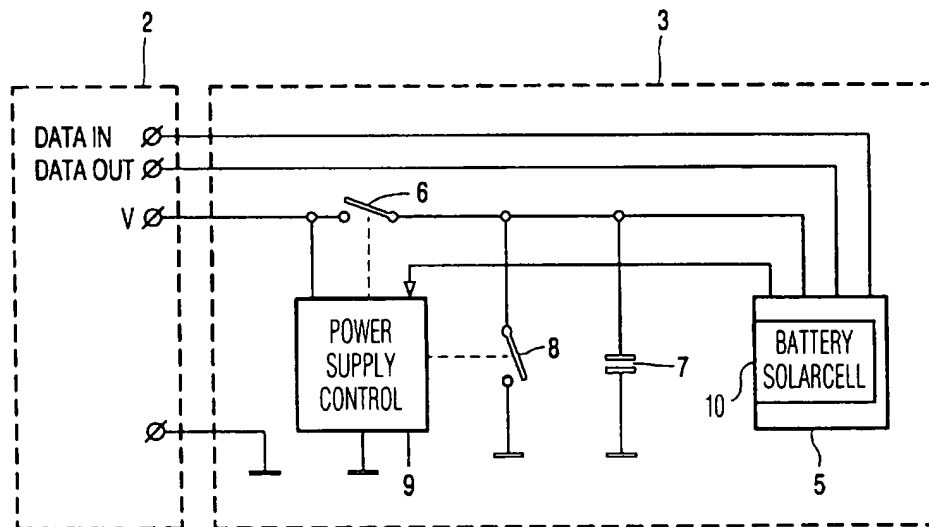 2
3
DATA IN
DATA OUT
V
6
POWER
SUPPLY
CONTROL
8
7
BATTERY
SOLARCELL
10
9
5